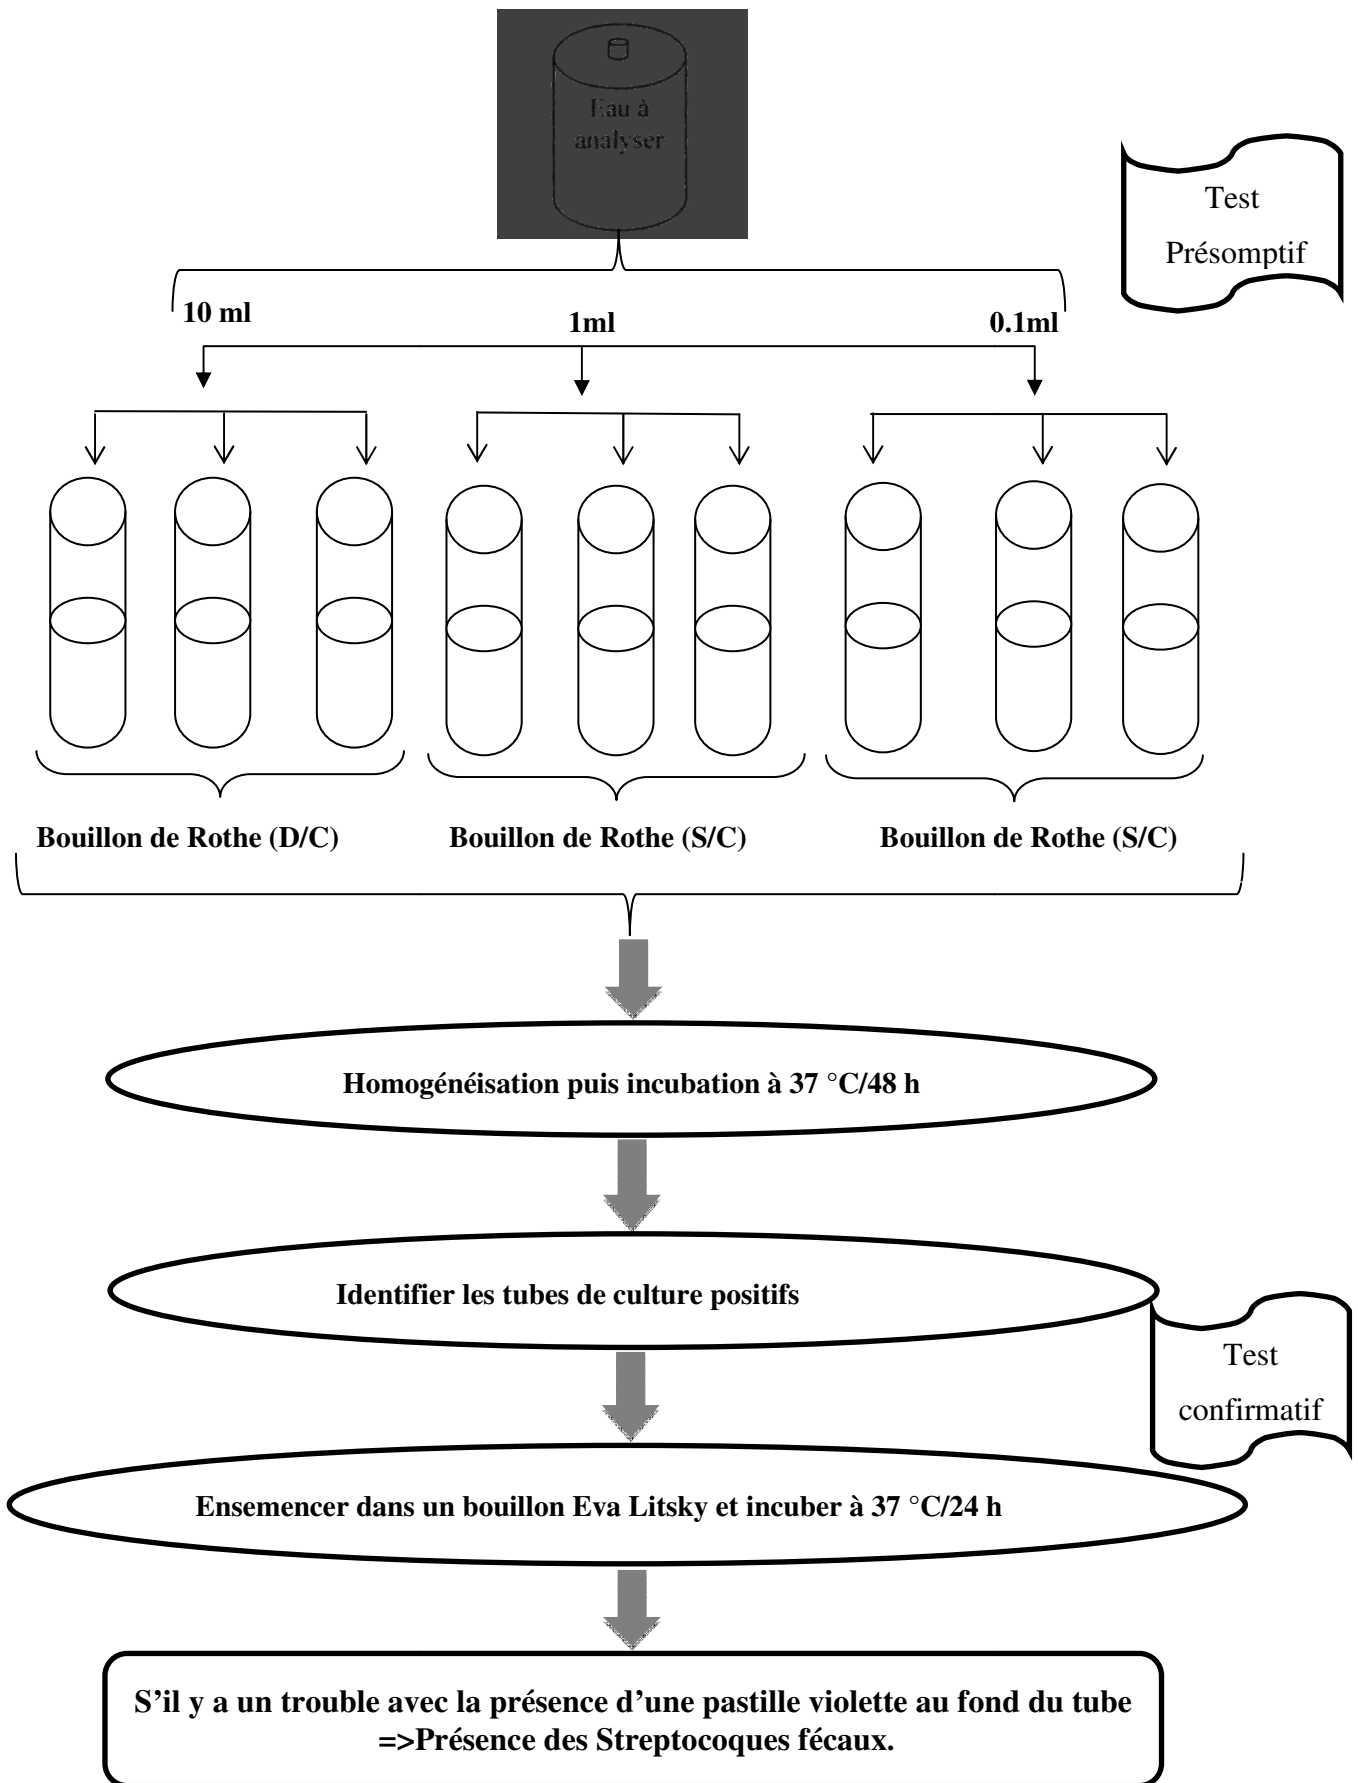 Eau à
analyser
Test
Présomptif
10 ml
1ml
0.1ml
Bouillon de Rothe (D/C)
Bouillon de Rothe (S/C)
Bouillon de Rothe (S/C)
Homogénéisation puis incubation à 37 °C/48 h
Identifier les tubes de culture positifs
Test
confirmatif
Ensemencer dans un bouillon Eva Litsky et incuber à 37 °C/24 h
S’il y a un trouble avec la présence d’une pastille violette au fond du tube
=>Présence des Streptocoques fécaux.